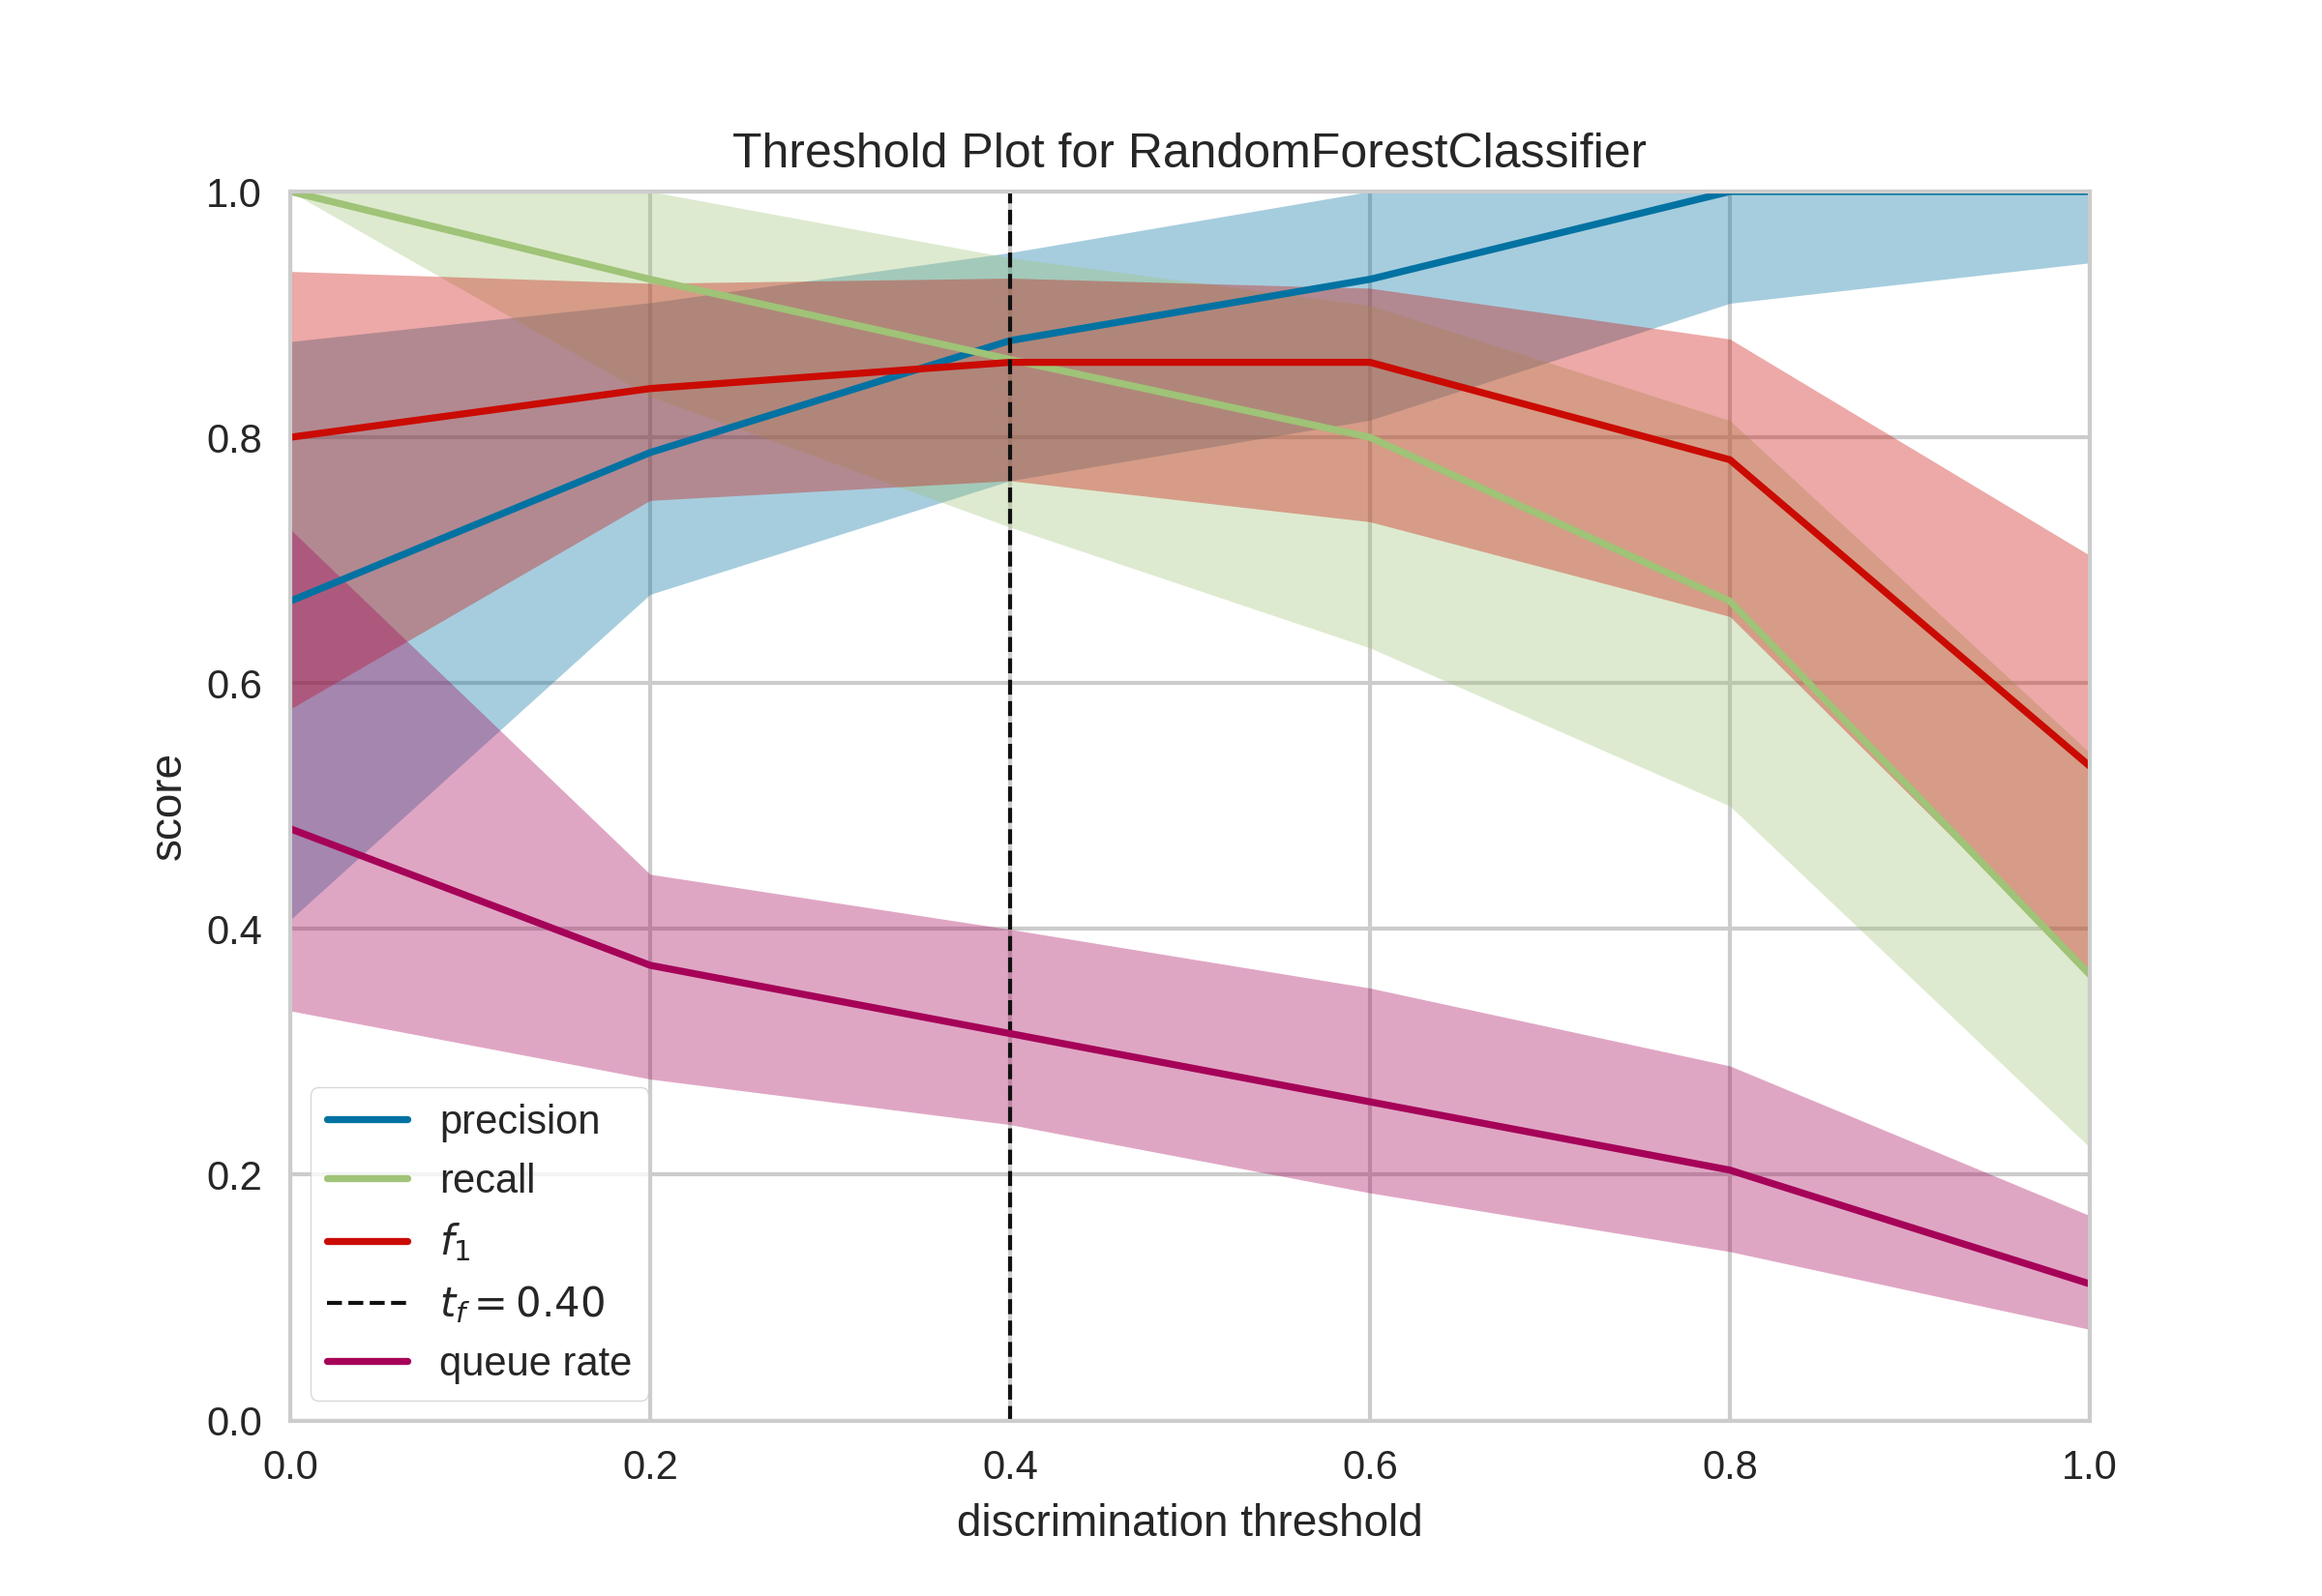 Threshold Plot for RandomForestClassifier
1.0
0.8
0.6
0.4
0.2
0.0
score
precision
recall
f₁
t_f = 0.40
queue rate
0.0 0.2 0.4 0.6 0.8 1.0
discrimination threshold